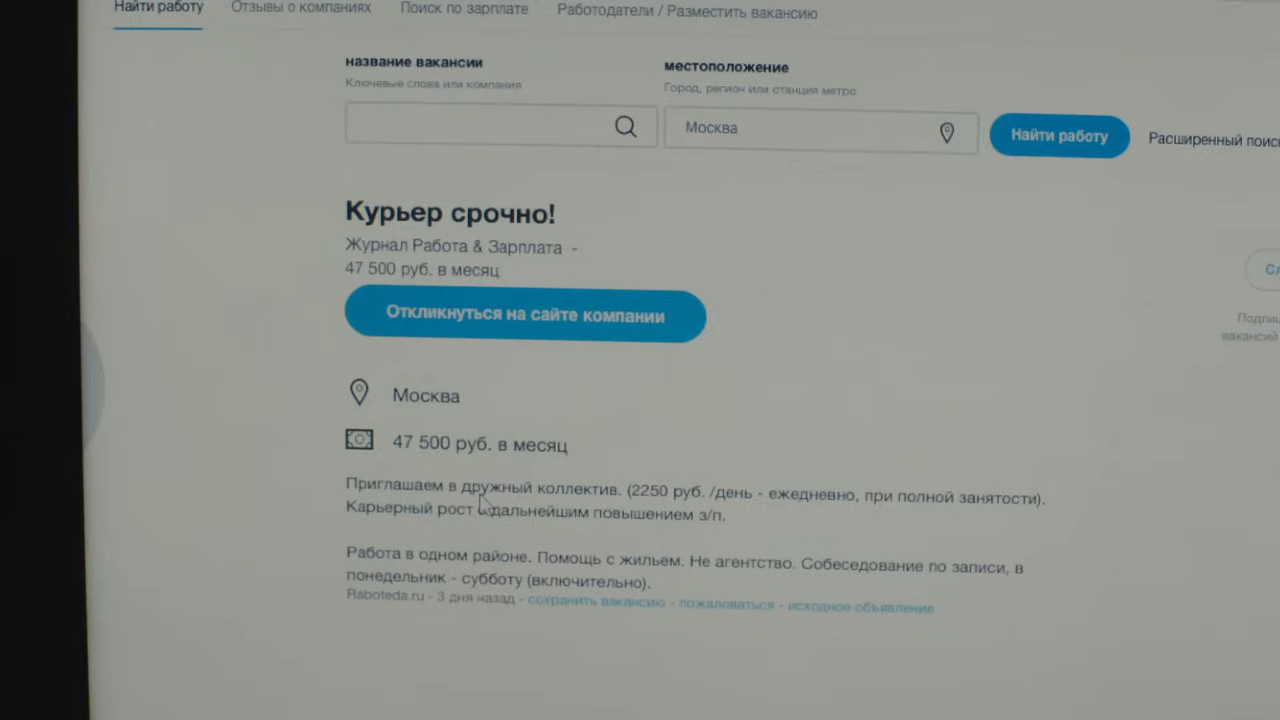 Найти работу Отзывы о компаниях Поиск по зарплате Работодатели / Разместить вакансию
название вакансии местоположение
Ключевые слова или компания Город, регион или станция метро
Москва Найти работу Расширенный поиск
Курьер срочно!
Журнал Работа & Зарплата -
47 500 руб. в месяц
Откликнуться на сайте компании
Москва
47 500 руб. в месяц
Приглашаем в дружный коллектив. (2250 руб. /день - ежедневно, при полной занятости).
Карьерный рост с дальнейшим повышением з/п.
Работа в одном районе. Помощь с жильем. Не агентство. Собеседование по записи, в
понедельник - субботу (включительно).
Raboteda.ru - 3 дня назад - сохранить вакансию - пожаловаться - исходное объявление
вакансий